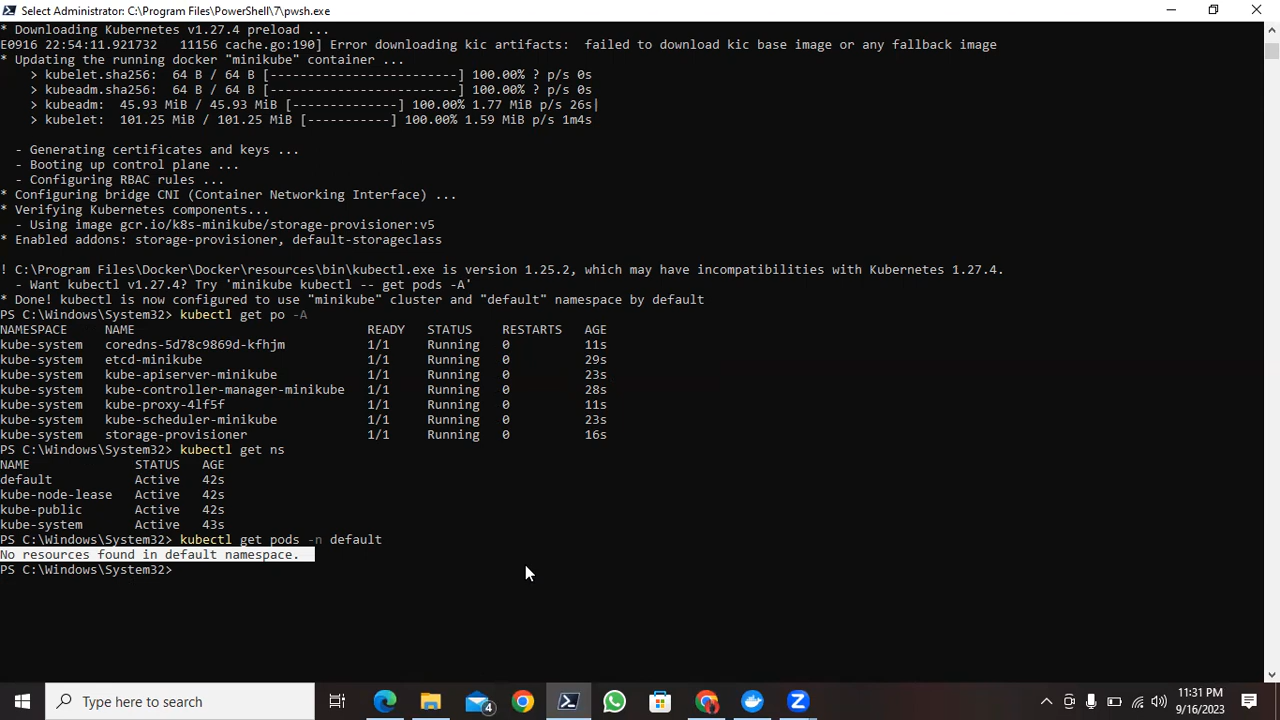 Select Administrator: C:\Program Files\PowerShell\7\pwsh.exe
* Downloading Kubernetes v1.27.4 preload ...
E0916 22:54:11.921732   11156 cache.go:190] Error downloading kic artifacts:  failed to download kic base image or any fallback image
* Updating the running docker "minikube" container ...
    > kubelet.sha256:  64 B / 64 B [-------------------------] 100.00% ? p/s 0s
    > kubeadm.sha256:  64 B / 64 B [-------------------------] 100.00% ? p/s 0s
    > kubeadm:  45.93 MiB / 45.93 MiB [--------------] 100.00% 1.77 MiB p/s 26s|
    > kubelet:  101.25 MiB / 101.25 MiB [-----------] 100.00% 1.59 MiB p/s 1m4s
  - Generating certificates and keys ...
  - Booting up control plane ...
  - Configuring RBAC rules ...
* Configuring bridge CNI (Container Networking Interface) ...
* Verifying Kubernetes components...
  - Using image gcr.io/k8s-minikube/storage-provisioner:v5
* Enabled addons: storage-provisioner, default-storageclass
! C:\Program Files\Docker\Docker\resources\bin\kubectl.exe is version 1.25.2, which may have incompatibilities with Kubernetes 1.27.4.
  - Want kubectl v1.27.4? Try 'minikube kubectl -- get pods -A'
* Done! kubectl is now configured to use "minikube" cluster and "default" namespace by default
PS C:\Windows\System32> kubectl get po -A
NAMESPACE     NAME                               READY   STATUS    RESTARTS   AGE
kube-system   coredns-5d78c9869d-kfhjm           1/1     Running   0          11s
kube-system   etcd-minikube                      1/1     Running   0          29s
kube-system   kube-apiserver-minikube            1/1     Running   0          23s
kube-system   kube-controller-manager-minikube   1/1     Running   0          28s
kube-system   kube-proxy-4lf5f                   1/1     Running   0          11s
kube-system   kube-scheduler-minikube            1/1     Running   0          23s
kube-system   storage-provisioner                1/1     Running   0          16s
PS C:\Windows\System32> kubectl get ns
NAME              STATUS   AGE
default           Active   42s
kube-node-lease   Active   42s
kube-public       Active   42s
kube-system       Active   43s
PS C:\Windows\System32> kubectl get pods -n default
No resources found in default namespace.
PS C:\Windows\System32>
Type here to search
4
11:31 PM
9/16/2023